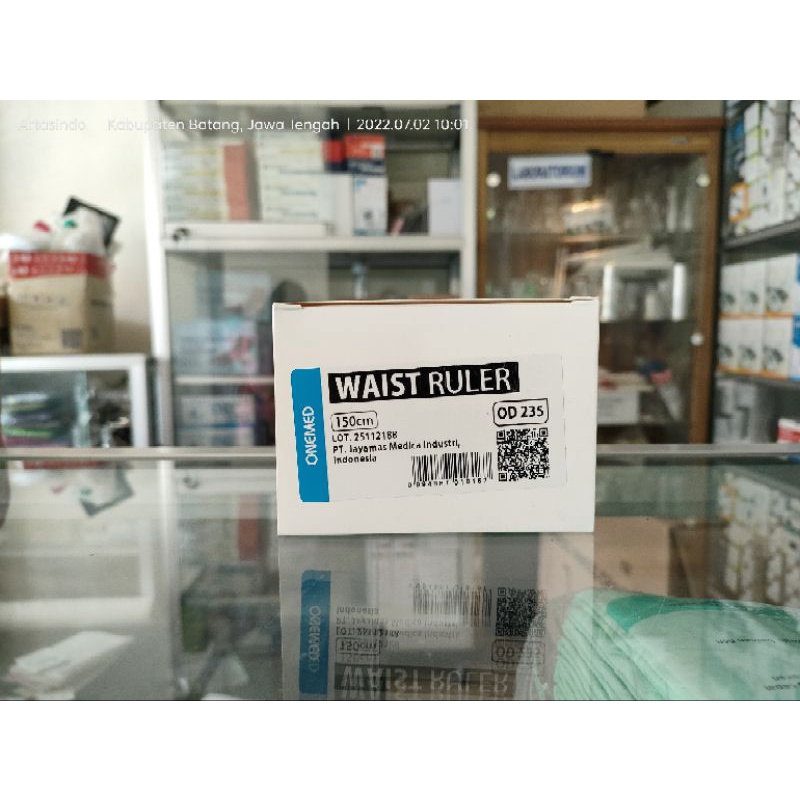 Artasindo Kabupaten Batang, Jawa Tengah | 2022.07.02 10:01
LABORATORIUM
WAIST RULER
ONEMED
150cm
OD 235
LOT. 25112188
PT. Jayamas Medica Industri,
Indonesia